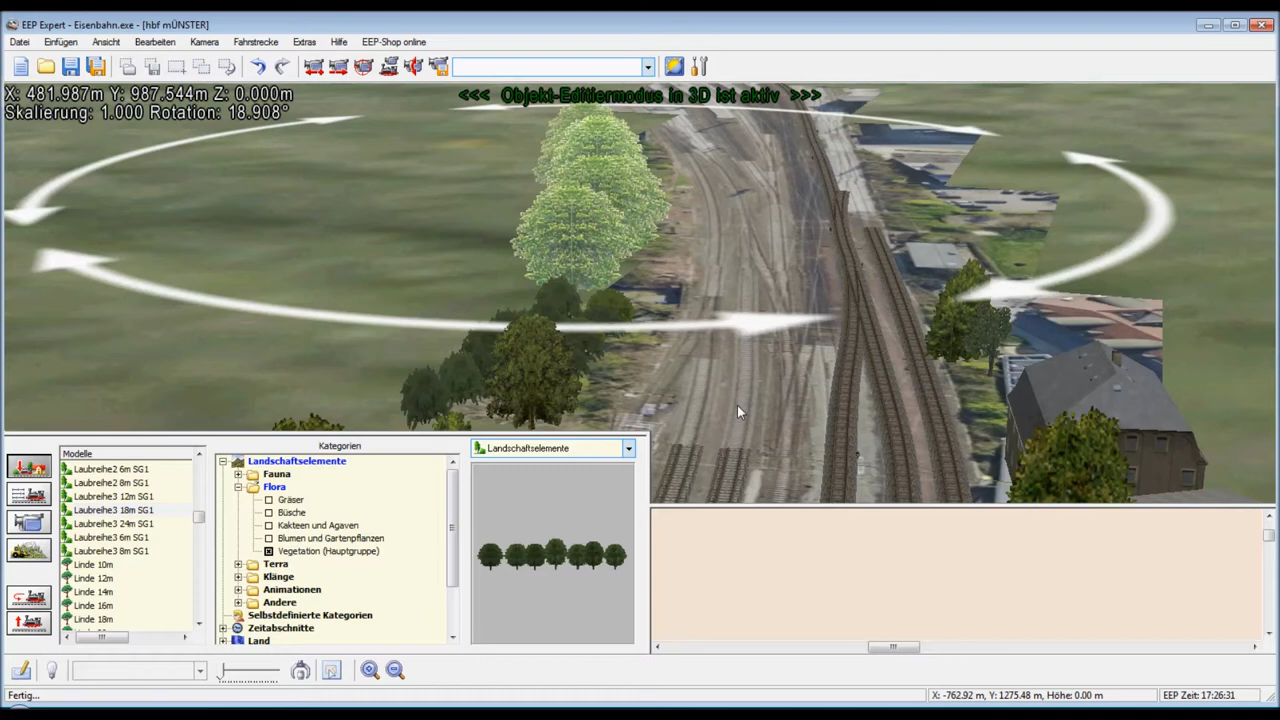 EEP Expert - Eisenbahn.exe - [hbf mÜNSTER]
Datei Einfügen Ansicht Bearbeiten Kamera Fahrstrecke Extras Hilfe EEP-Shop online
X: 481.987m Y: 987.544m Z: 0.000m
Skalierung: 1.000 Rotation: 18.908°
<<< Objekt-Editiermodus in 3D ist aktiv >>>
Modelle
Laubreihe2 6m SG1
Laubreihe2 8m SG1
Laubreihe3 12m SG1
Laubreihe3 18m SG1
Laubreihe3 24m SG1
Laubreihe3 6m SG1
Laubreihe3 8m SG1
Linde 10m
Linde 12m
Linde 14m
Linde 16m
Linde 18m
Kategorien
Landschaftselemente
Fauna
Flora
Gräser
Büsche
Kakteen und Agaven
Blumen und Gartenpflanzen
Vegetation (Hauptgruppe)
Terra
Klänge
Animationen
Andere
Selbstdefinierte Kategorien
Zeitabschnitte
Land
Landschaftselemente
Fertig...
X: -762.92 m, Y: 1275.48 m, Höhe: 0.00 m
EEP Zeit: 17:26:31